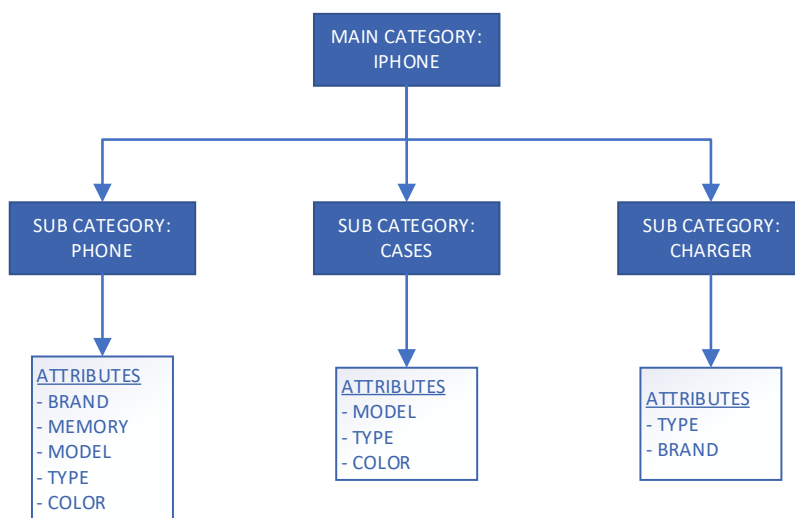 MAIN CATEGORY:
IPHONE
SUB CATEGORY:
PHONE
SUB CATEGORY:
CASES
SUB CATEGORY:
CHARGER
ATTRIBUTES
- BRAND
- MEMORY
- MODEL
- TYPE
- COLOR
ATTRIBUTES
- MODEL
- TYPE
- COLOR
ATTRIBUTES
- TYPE
- BRAND